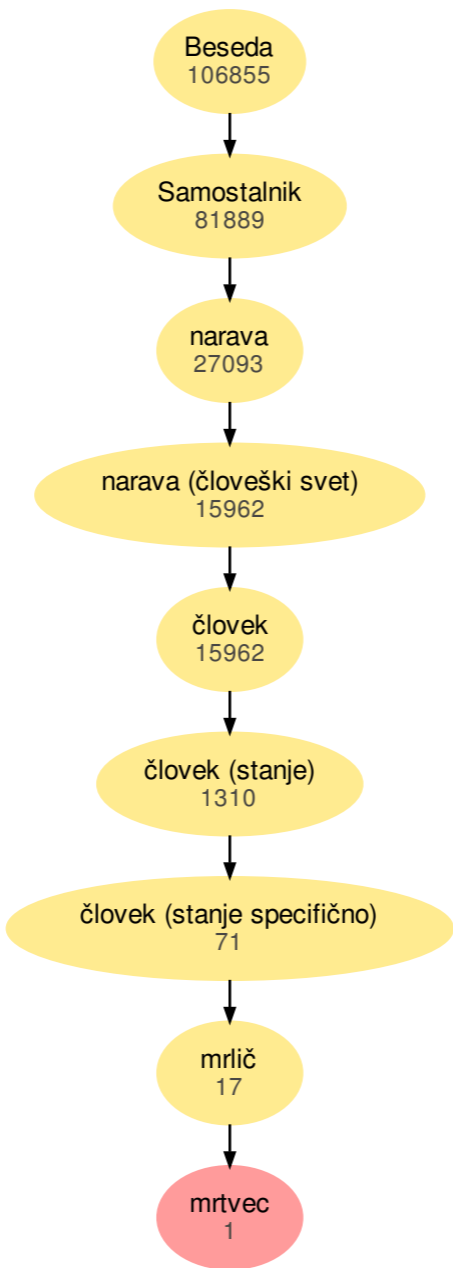 Beseda
106855
Samostalnik
81889
narava
27093
narava (človeški svet)
15962
človek
15962
človek (stanje)
1310
človek (stanje specifično)
71
mrlič
17
mrtvec
1